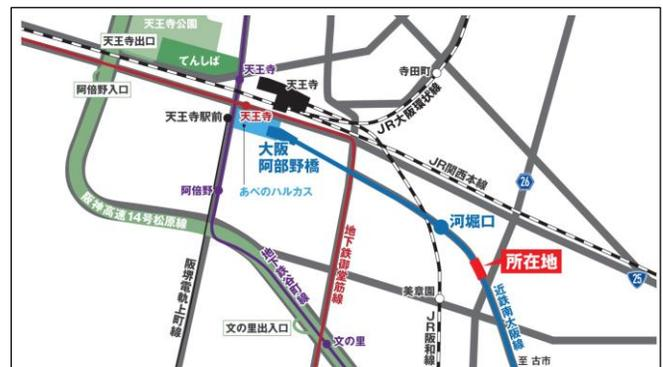 天王寺公園
天王寺出口
てんしば
天王寺
天王寺
寺田町
阿倍野入口
天王寺駅前
天王寺
JR大阪環状線
大阪
阿部野橋
JR関西本線
26
阿倍野
あべのハルカス
阪神高速14号松原線
河堀口
地下鉄御堂筋線
地下鉄谷町線
所在地
25
阪堺電軌上町線
美章園
近鉄南大阪線
JR阪和線
文の里出入口
文の里
至 古市